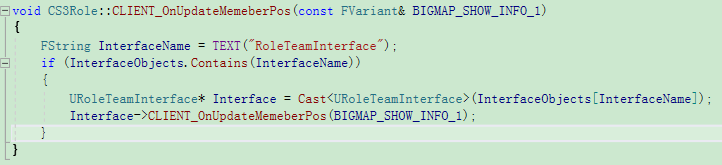 void CS3Role::CLIENT_OnUpdateMemeberPos(const FVariant& BIGMAP_SHOW_INFO_1)
{
FString InterfaceName = TEXT("RoleTeamInterface");
if (InterfaceObjects.Contains(InterfaceName))
{
URoleTeamInterface* Interface = Cast<URoleTeamInterface>(InterfaceObjects[InterfaceName]);
Interface->CLIENT_OnUpdateMemeberPos(BIGMAP_SHOW_INFO_1);
}
}